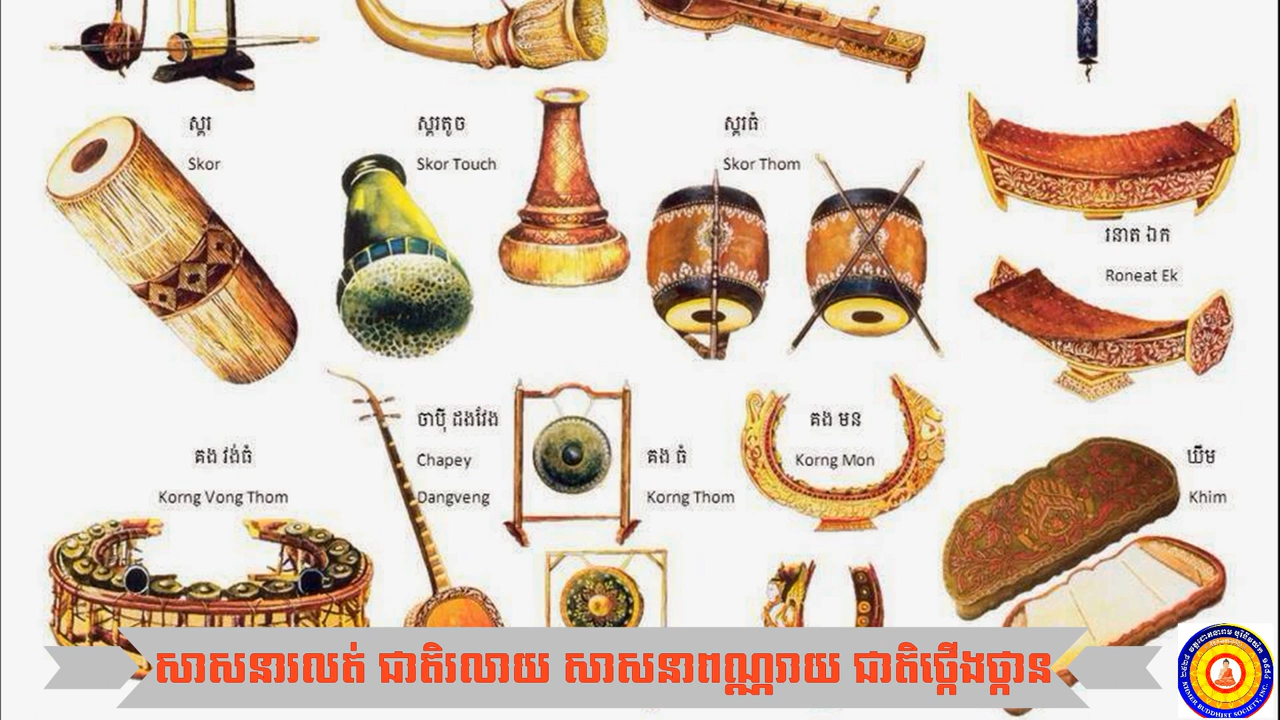 ស្គរ
Skor
ស្គរតូច
Skor Touch
ស្គរធំ
Skor Thom
រនាត ឯក
Roneat Ek
គង វង់ធំ
Korng Vong Thom
ចាប៉ី ដងវែង
Chapey
Dangveng
គង ធំ
Korng Thom
គង មន
Korng Mon
ឃឹម
Khim
សាសនារលត់ ជាតិរលាយ សាសនាពណ្ណរាយ ជាតិថ្កើងថ្កាន
KHMER BUDDHIST SOCIETY, INC.